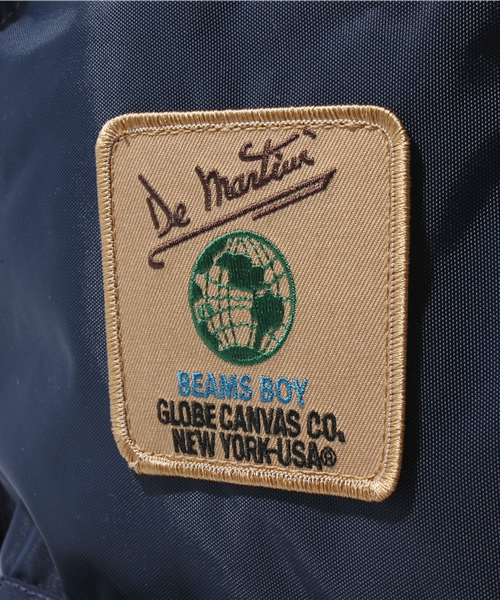 De Martini
BEAMS BOY
GLOBE CANVAS CO.
NEW YORK-USA®